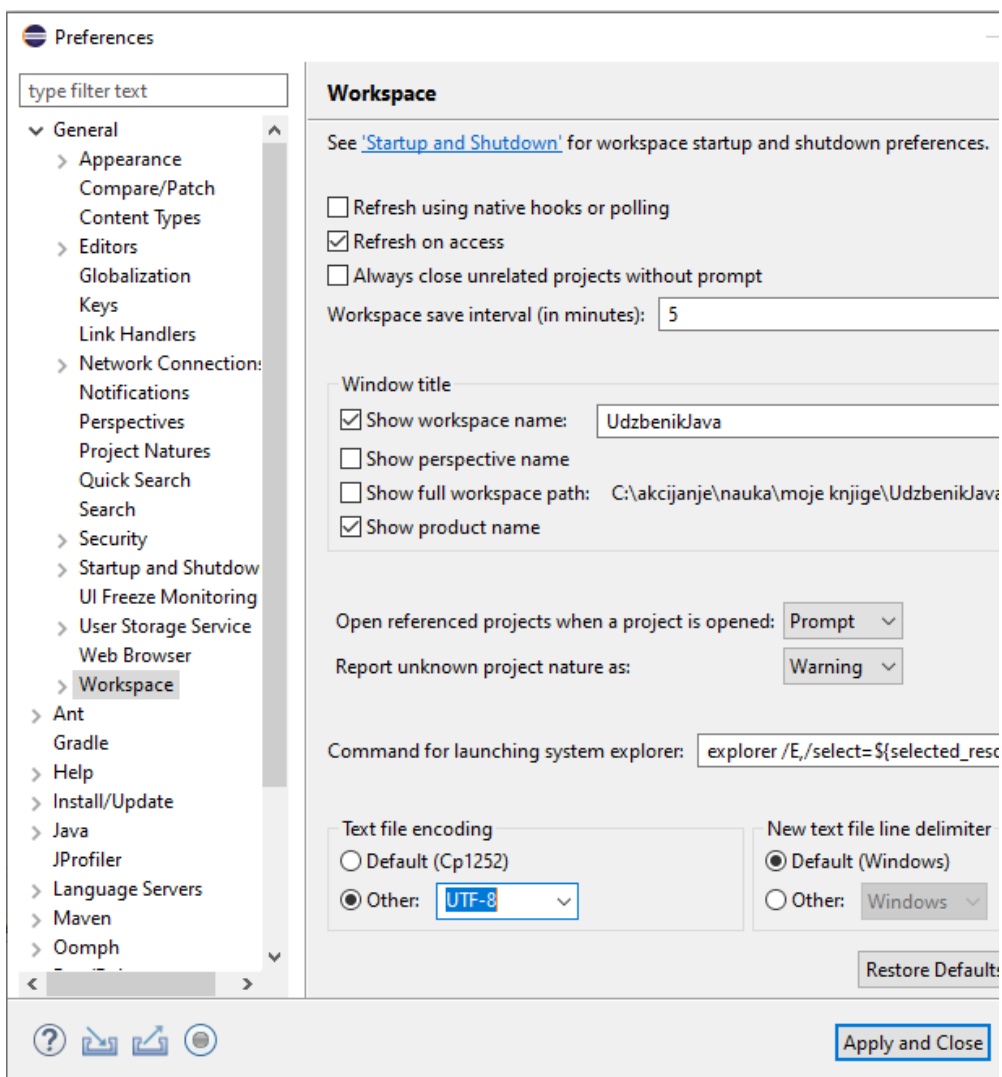 Preferences
type filter text
General
Appearance
Compare/Patch
Content Types
Editors
Globalization
Keys
Link Handlers
Network Connections
Notifications
Perspectives
Project Natures
Quick Search
Search
Security
Startup and Shutdow
UI Freeze Monitoring
User Storage Service
Web Browser
Workspace
Ant
Gradle
Help
Install/Update
Java
JProfiler
Language Servers
Maven
Oomph
Workspace
See 'Startup and Shutdown' for workspace startup and shutdown preferences.
Refresh using native hooks or polling
Refresh on access
Always close unrelated projects without prompt
Workspace save interval (in minutes): 5
Window title
Show workspace name: UdzbenikJava
Show perspective name
Show full workspace path: C:\akcijanje\nauka\moje knjige\UdzbenikJava
Show product name
Open referenced projects when a project is opened: Prompt
Report unknown project nature as: Warning
Command for launching system explorer: explorer /E,/select=${selected_reso
Text file encoding
Default (Cp1252)
Other: UTF-8
New text file line delimiter
Default (Windows)
Other: Windows
Restore Defaults
Apply and Close